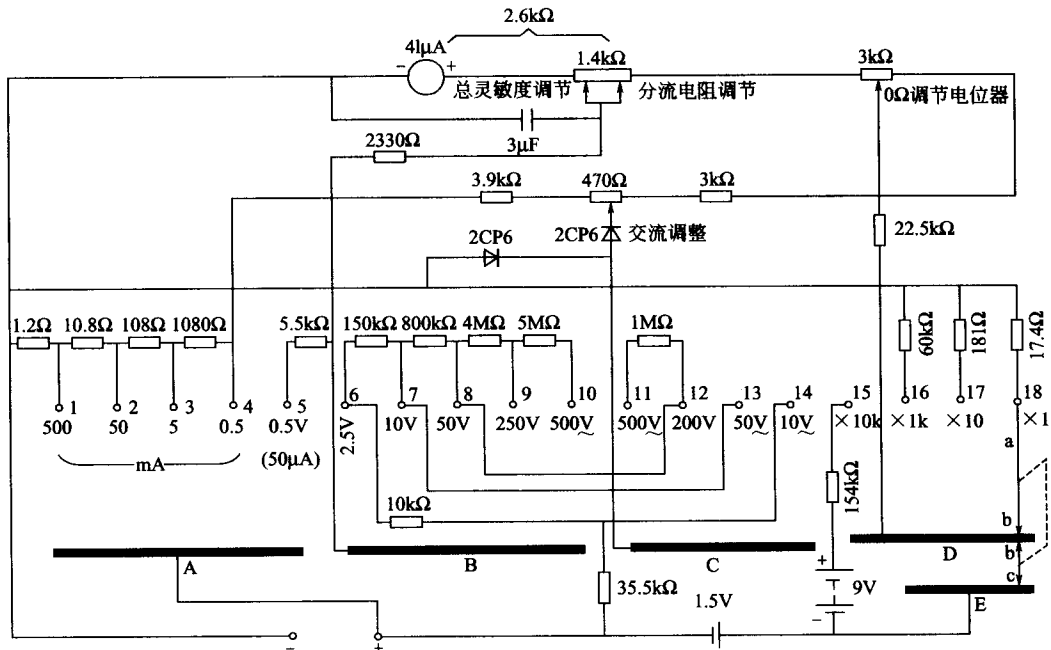 2.6kΩ
41μA
1.4kΩ
3kΩ
- +
总灵敏度调节
分流电阻调节
0Ω调节电位器
3μF
2330Ω
3.9kΩ
470Ω
3kΩ
2CP6
2CP6
交流调整
22.5kΩ
1.2Ω 10.8Ω 108Ω 1080Ω 5.5kΩ 150kΩ 800kΩ 4MΩ 5MΩ 1MΩ
60kΩ 181Ω 17.4Ω
1 2 3 4 5 6 7 8 9 10 11 12 13 14 15 16 17 18
500 50 5 0.5 0.5V 2.5V 10V 50V 250V 500V 500V 200V 50V 10V ×10k ×1k ×10 ×1
mA
(50μA)
a
10kΩ
154kΩ
b
A B C D
b
c
35.5kΩ
+
9V
E
1.5V
-
- +